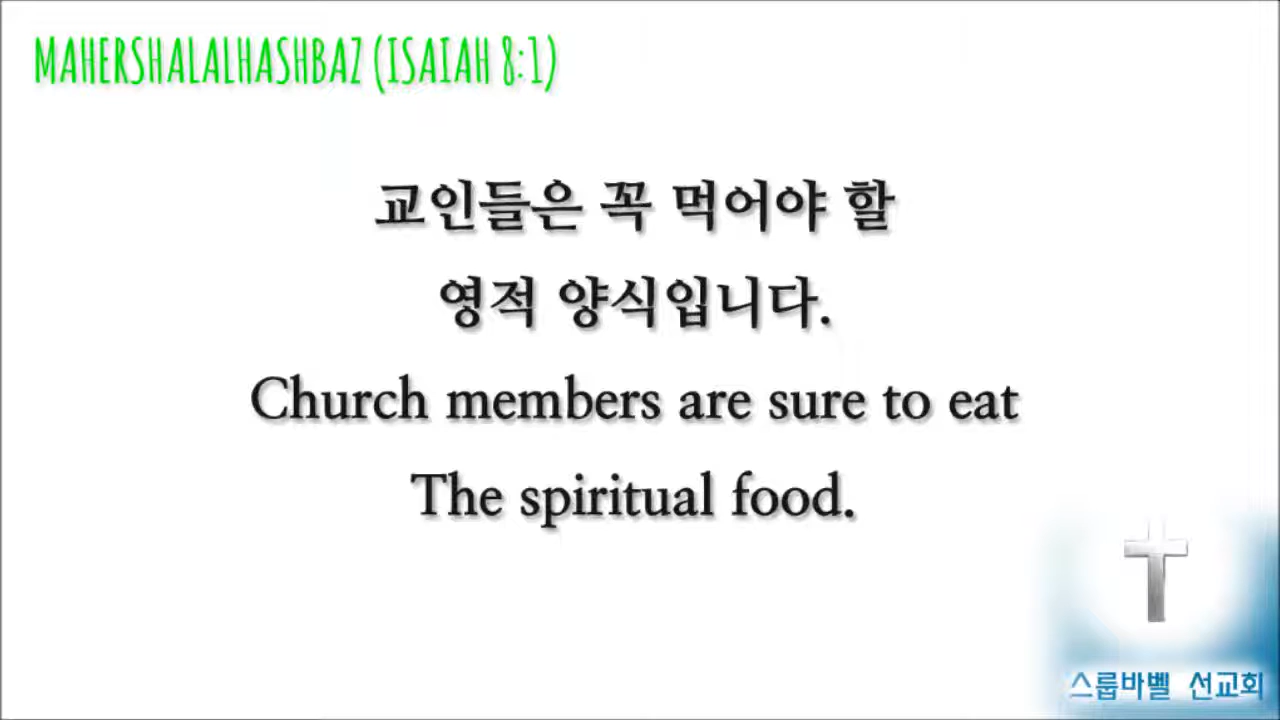 MAHERSHALALHASHBAZ (ISAIAH 8:1)
교인들은 꼭 먹어야 할
영적 양식입니다.
Church members are sure to eat
The spiritual food.
스룹바벨 선교회